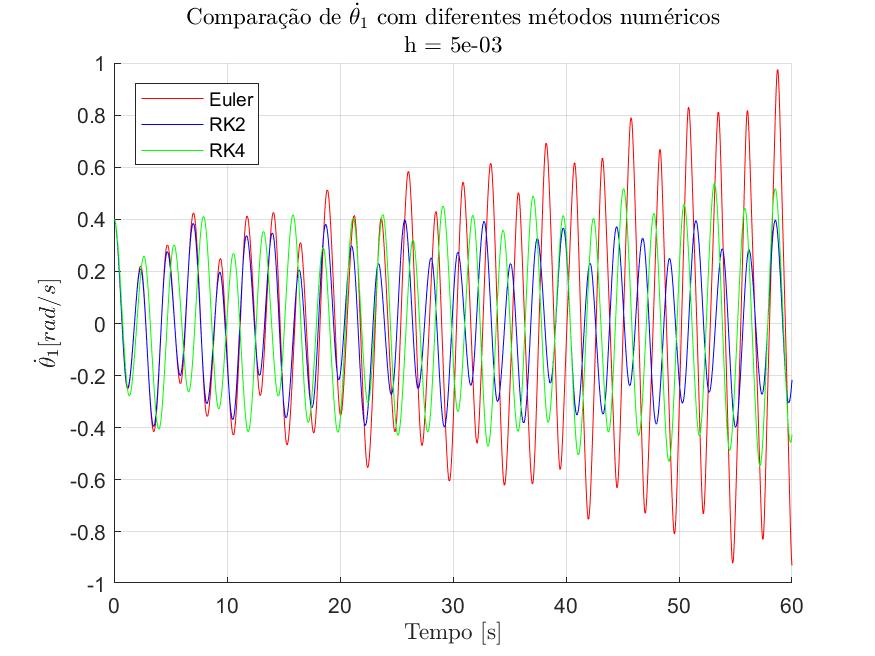 Comparação de θ̇₁ com diferentes métodos numéricos
h = 5e-03
Euler
RK2
RK4
1
0.8
0.6
0.4
0.2
0
-0.2
-0.4
-0.6
-0.8
-1
θ̇₁[rad/s]
0 10 20 30 40 50 60
Tempo [s]